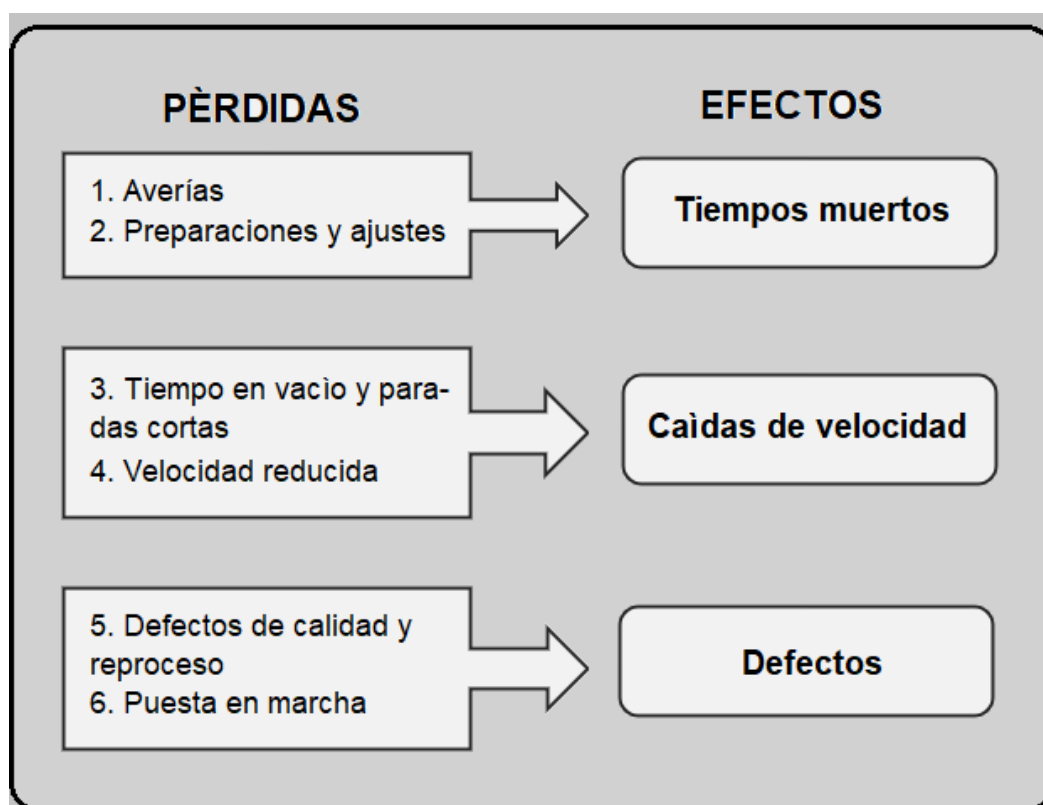 PÈRDIDAS
EFECTOS
1. Averías
2. Preparaciones y ajustes
Tiempos muertos
3. Tiempo en vacìo y para-
das cortas
4. Velocidad reducida
Caìdas de velocidad
5. Defectos de calidad y
reproceso
6. Puesta en marcha
Defectos